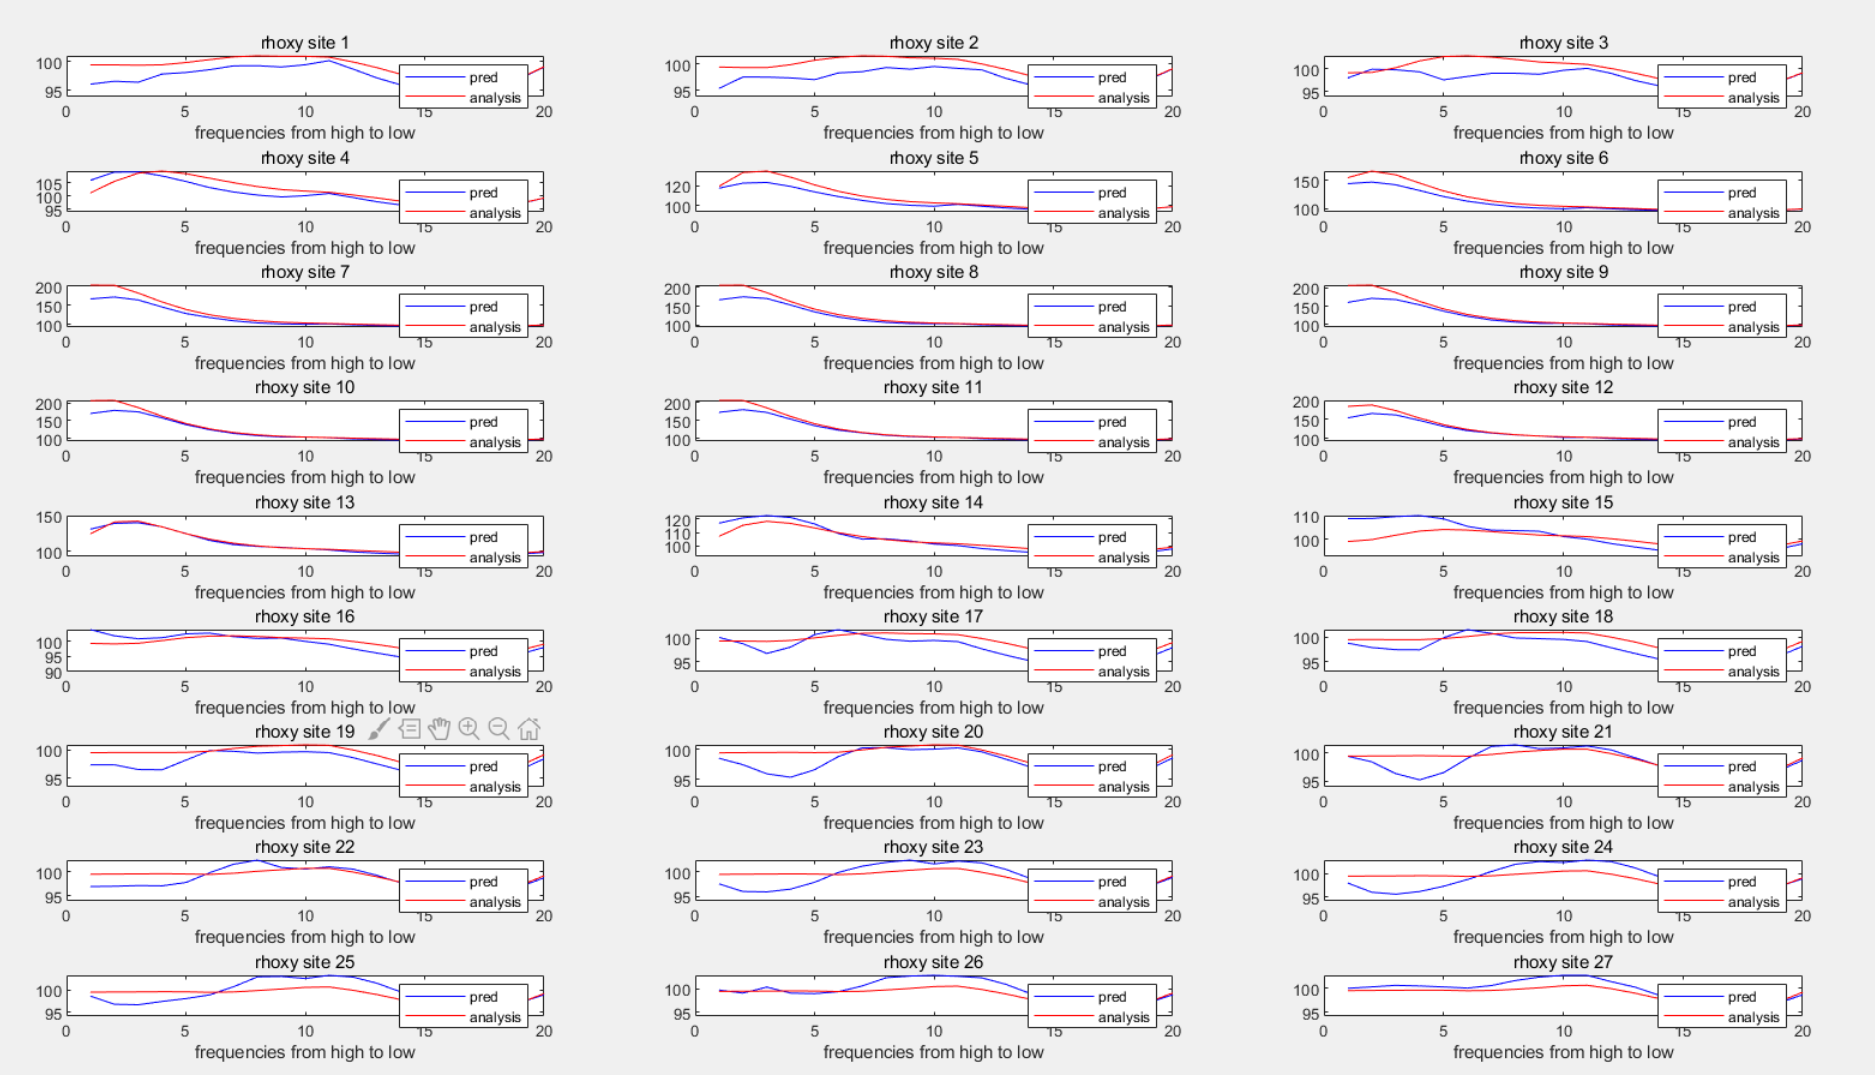 rhoxy site 1
100
95
pred
analysis
0 5 10 15 20
frequencies from high to low
rhoxy site 2
100
95
pred
analysis
0 5 10 15 20
frequencies from high to low
rhoxy site 3
100
95
pred
analysis
0 5 10 15 20
frequencies from high to low
rhoxy site 4
105
100
95
pred
analysis
0 5 10 15 20
frequencies from high to low
rhoxy site 5
120
100
pred
analysis
0 5 10 15 20
frequencies from high to low
rhoxy site 6
150
100
pred
analysis
0 5 10 15 20
frequencies from high to low
rhoxy site 7
200
150
100
pred
analysis
0 5 10 15 20
frequencies from high to low
rhoxy site 8
200
150
100
pred
analysis
0 5 10 15 20
frequencies from high to low
rhoxy site 9
200
150
100
pred
analysis
0 5 10 15 20
frequencies from high to low
rhoxy site 10
200
150
100
pred
analysis
0 5 10 15 20
frequencies from high to low
rhoxy site 11
200
150
100
pred
analysis
0 5 10 15 20
frequencies from high to low
rhoxy site 12
200
150
100
pred
analysis
0 5 10 15 20
frequencies from high to low
rhoxy site 13
150
100
pred
analysis
0 5 10 15 20
frequencies from high to low
rhoxy site 14
120
110
100
pred
analysis
0 5 10 15 20
frequencies from high to low
rhoxy site 15
110
100
pred
analysis
0 5 10 15 20
frequencies from high to low
rhoxy site 16
100
95
90
pred
analysis
0 5 10 15 20
frequencies from high to low
rhoxy site 17
100
95
pred
analysis
0 5 10 15 20
frequencies from high to low
rhoxy site 18
100
95
pred
analysis
0 5 10 15 20
frequencies from high to low
rhoxy site 19
100
95
pred
analysis
0 5 10 15 20
frequencies from high to low
rhoxy site 20
100
95
pred
analysis
0 5 10 15 20
frequencies from high to low
rhoxy site 21
100
95
pred
analysis
0 5 10 15 20
frequencies from high to low
rhoxy site 22
100
95
pred
analysis
0 5 10 15 20
frequencies from high to low
rhoxy site 23
100
95
pred
analysis
0 5 10 15 20
frequencies from high to low
rhoxy site 24
100
95
pred
analysis
0 5 10 15 20
frequencies from high to low
rhoxy site 25
100
95
pred
analysis
0 5 10 15 20
frequencies from high to low
rhoxy site 26
100
95
pred
analysis
0 5 10 15 20
frequencies from high to low
rhoxy site 27
100
95
pred
analysis
0 5 10 15 20
frequencies from high to low